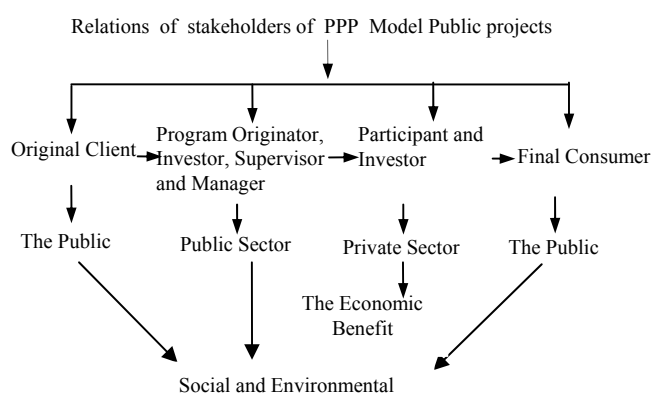 Relations of stakeholders of PPP Model Public projects
Original Client
Program Originator,
Investor, Supervisor
and Manager
Participant and
Investor
Final Consumer
The Public
Public Sector
Private Sector
The Public
The Economic
Benefit
Social and Environmental